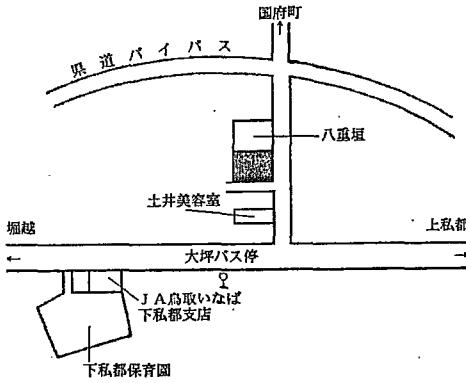 国府町
↑
県道バイパス
八重垣
土井美容室
堀越
上私都
←
大坪バス停
→
JA鳥取いなば
下私都支店
下私都保育園